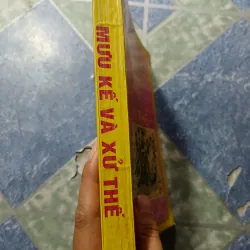 MƯU KẾ VÀ XỬ THẾ